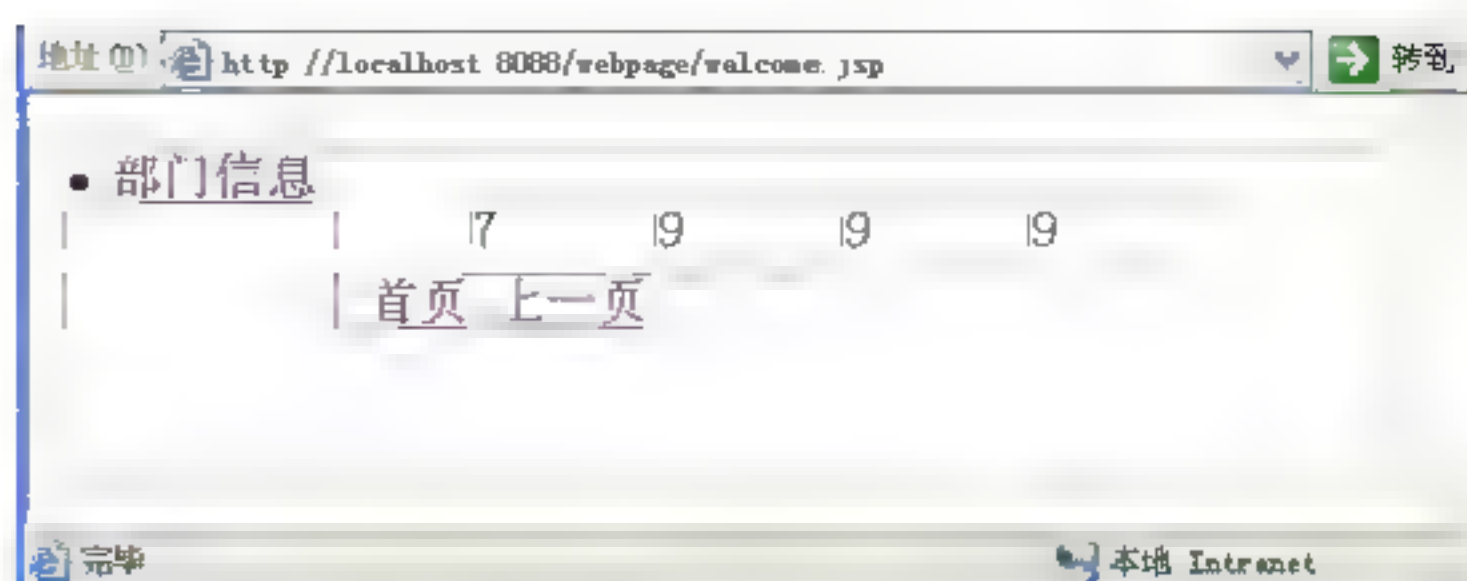 地址(D) http //localhost 8088/webpage/walcome.jsp 转到
• 部门信息
7 9 9 9
首页 上一页
完毕 本地 Intranet